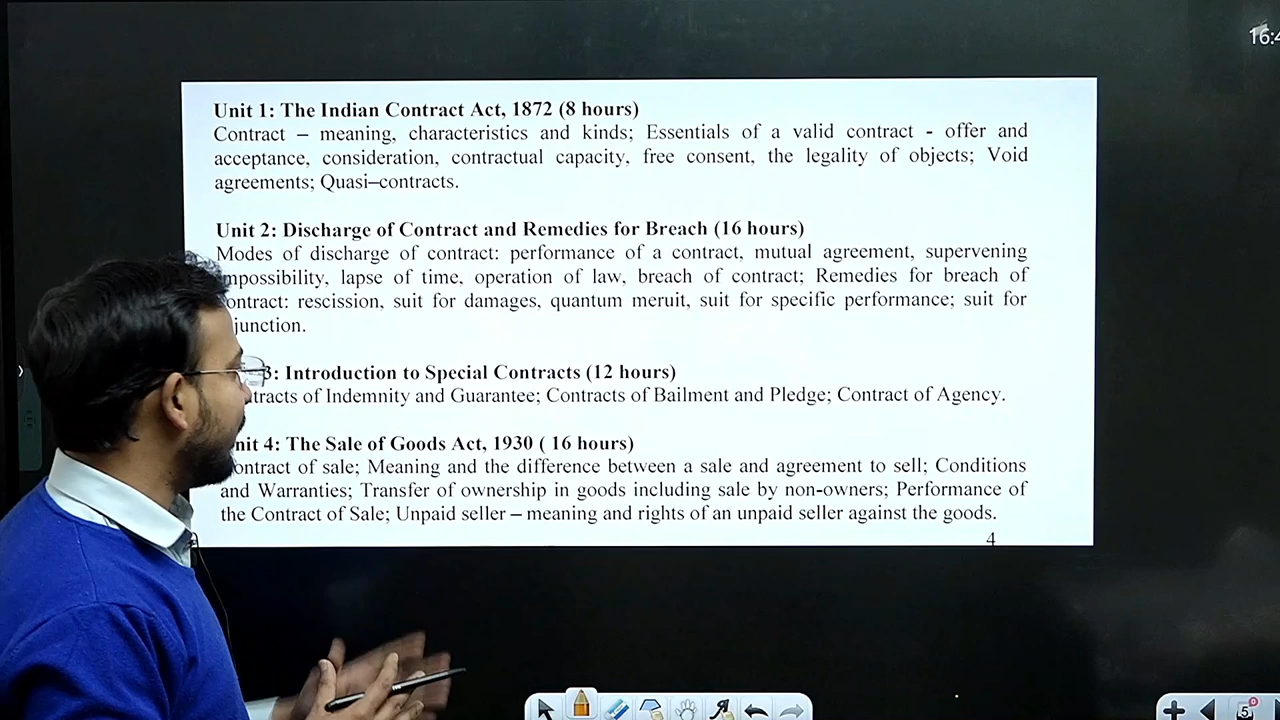 16:4
Unit 1: The Indian Contract Act, 1872 (8 hours)
Contract – meaning, characteristics and kinds; Essentials of a valid contract - offer and
acceptance, consideration, contractual capacity, free consent, the legality of objects; Void
agreements; Quasi–contracts.
Unit 2: Discharge of Contract and Remedies for Breach (16 hours)
Modes of discharge of contract: performance of a contract, mutual agreement, supervening
mpossibility, lapse of time, operation of law, breach of contract; Remedies for breach of
ontract: rescission, suit for damages, quantum meruit, suit for specific performance; suit for
junction.
3: Introduction to Special Contracts (12 hours)
tracts of Indemnity and Guarantee; Contracts of Bailment and Pledge; Contract of Agency.
nit 4: The Sale of Goods Act, 1930 ( 16 hours)
ontract of sale; Meaning and the difference between a sale and agreement to sell; Conditions
and Warranties; Transfer of ownership in goods including sale by non-owners; Performance of
the Contract of Sale; Unpaid seller – meaning and rights of an unpaid seller against the goods.
4
5